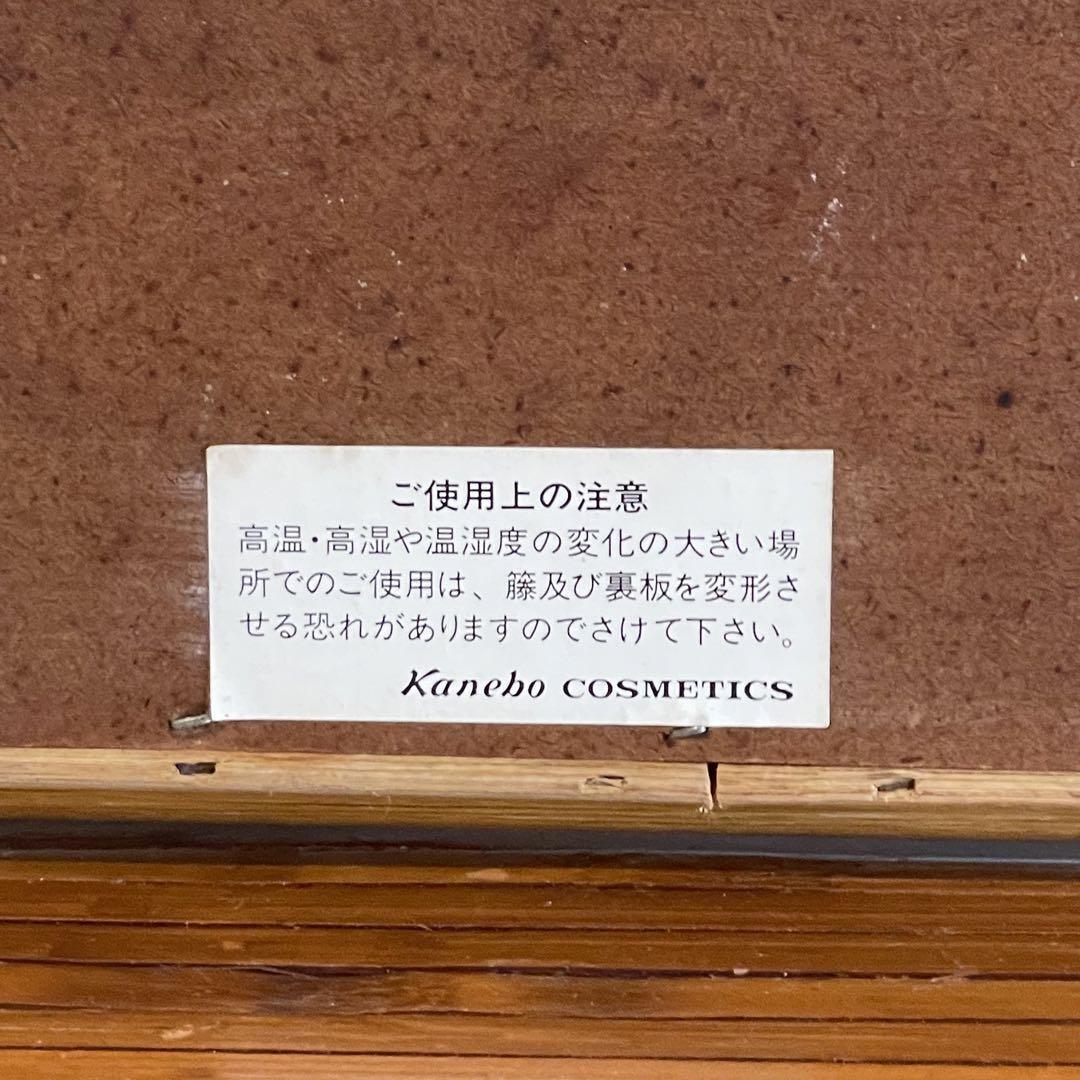 ご使用上の注意
高温・高湿や温湿度の変化の大きい場
所でのご使用は、籐及び裏板を変形さ
せる恐れがありますのでさけて下さい。
Kanebo COSMETICS